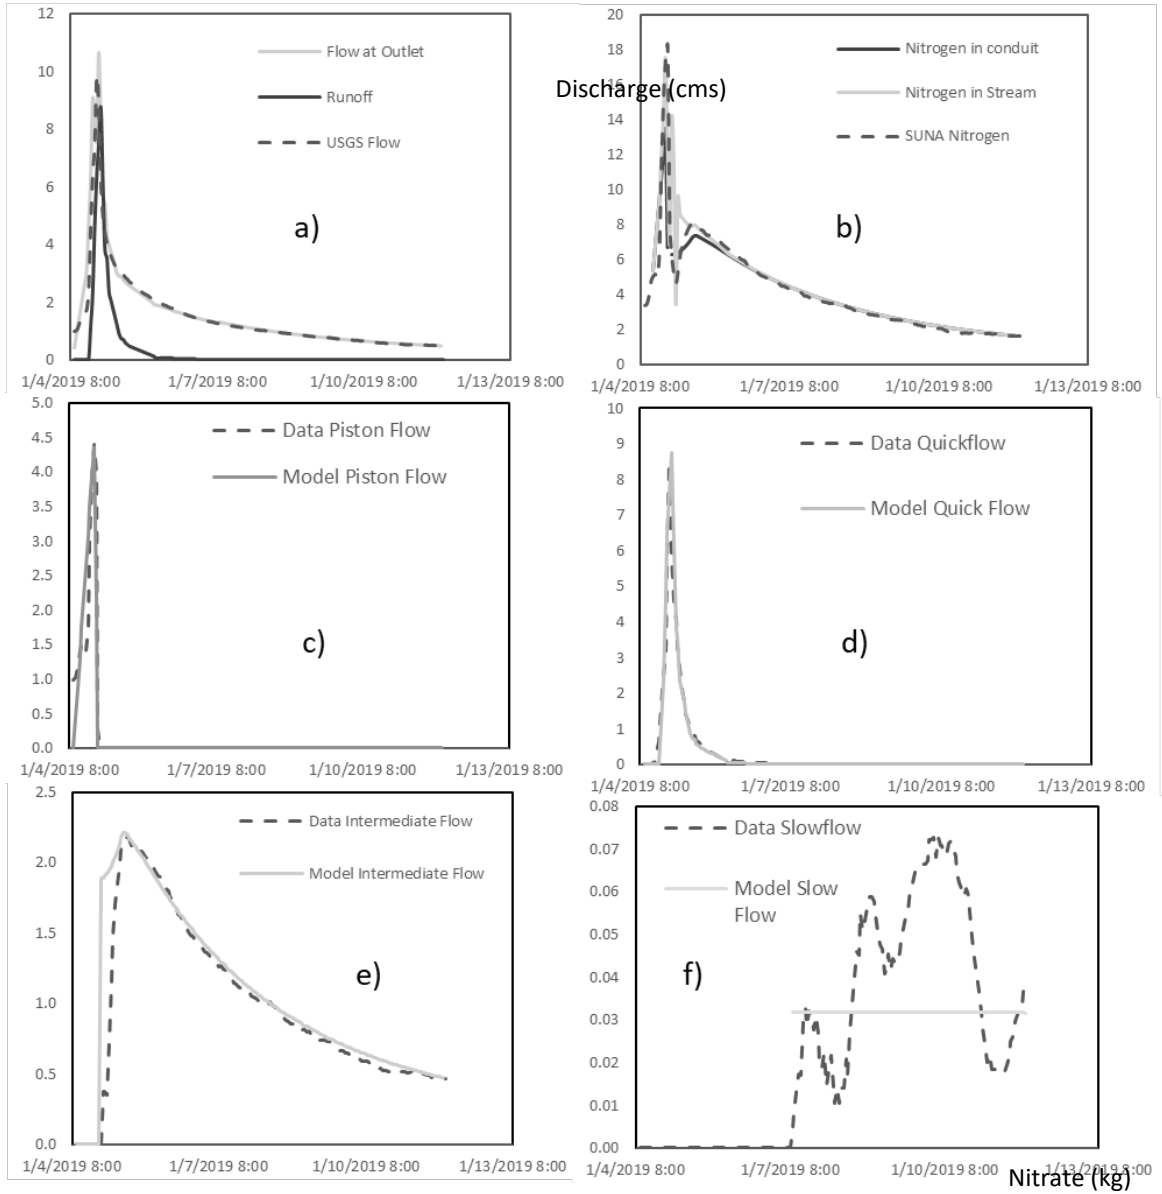 12
10
8
6
4
2
0
Flow at Outlet
Runoff
USGS Flow
a)
1/4/2019 8:00 1/7/2019 8:00 1/10/2019 8:00 1/13/2019 8:00
20
18
16
14
12
10
8
6
4
2
0
Discharge (cms)
Nitrogen in conduit
Nitrogen in Stream
SUNA Nitrogen
b)
1/4/2019 8:00 1/7/2019 8:00 1/10/2019 8:00 1/13/2019 8:00
5.0
4.5
4.0
3.5
3.0
2.5
2.0
1.5
1.0
0.5
0.0
Data Piston Flow
Model Piston Flow
c)
1/4/2019 8:00 1/7/2019 8:00 1/10/2019 8:00 1/13/2019 8:00
10
9
8
7
6
5
4
3
2
1
0
Data Quickflow
Model Quick Flow
d)
1/4/2019 8:00 1/7/2019 8:00 1/10/2019 8:00 1/13/2019 8:00
2.5
2.0
1.5
1.0
0.5
0.0
Data Intermediate Flow
Model Intermediate Flow
e)
1/4/2019 8:00 1/7/2019 8:00 1/10/2019 8:00 1/13/2019 8:00
0.08
0.07
0.06
0.05
0.04
0.03
0.02
0.01
0.00
Data Slowflow
Model Slow
Flow
f)
1/4/2019 8:00 1/7/2019 8:00 1/10/2019 8:00 1/13/2019 8:00
Nitrate (kg)